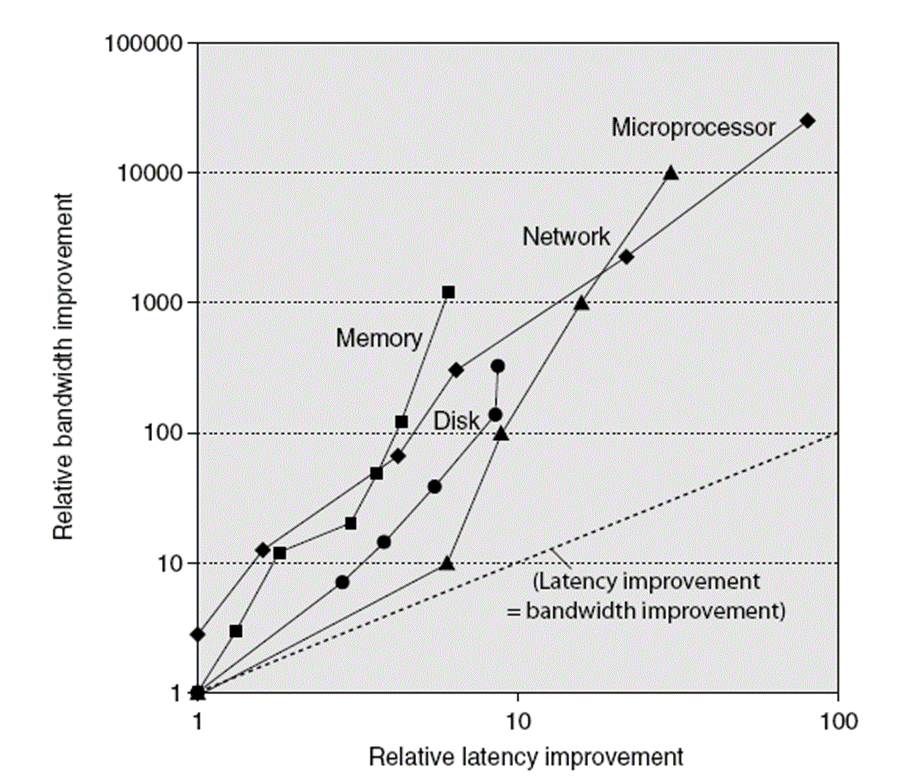 100000
Microprocessor
10000
Network
1000
Memory
Disk
100
10
(Latency improvement
= bandwidth improvement)
1
1
10
100
Relative latency improvement
Relative bandwidth improvement